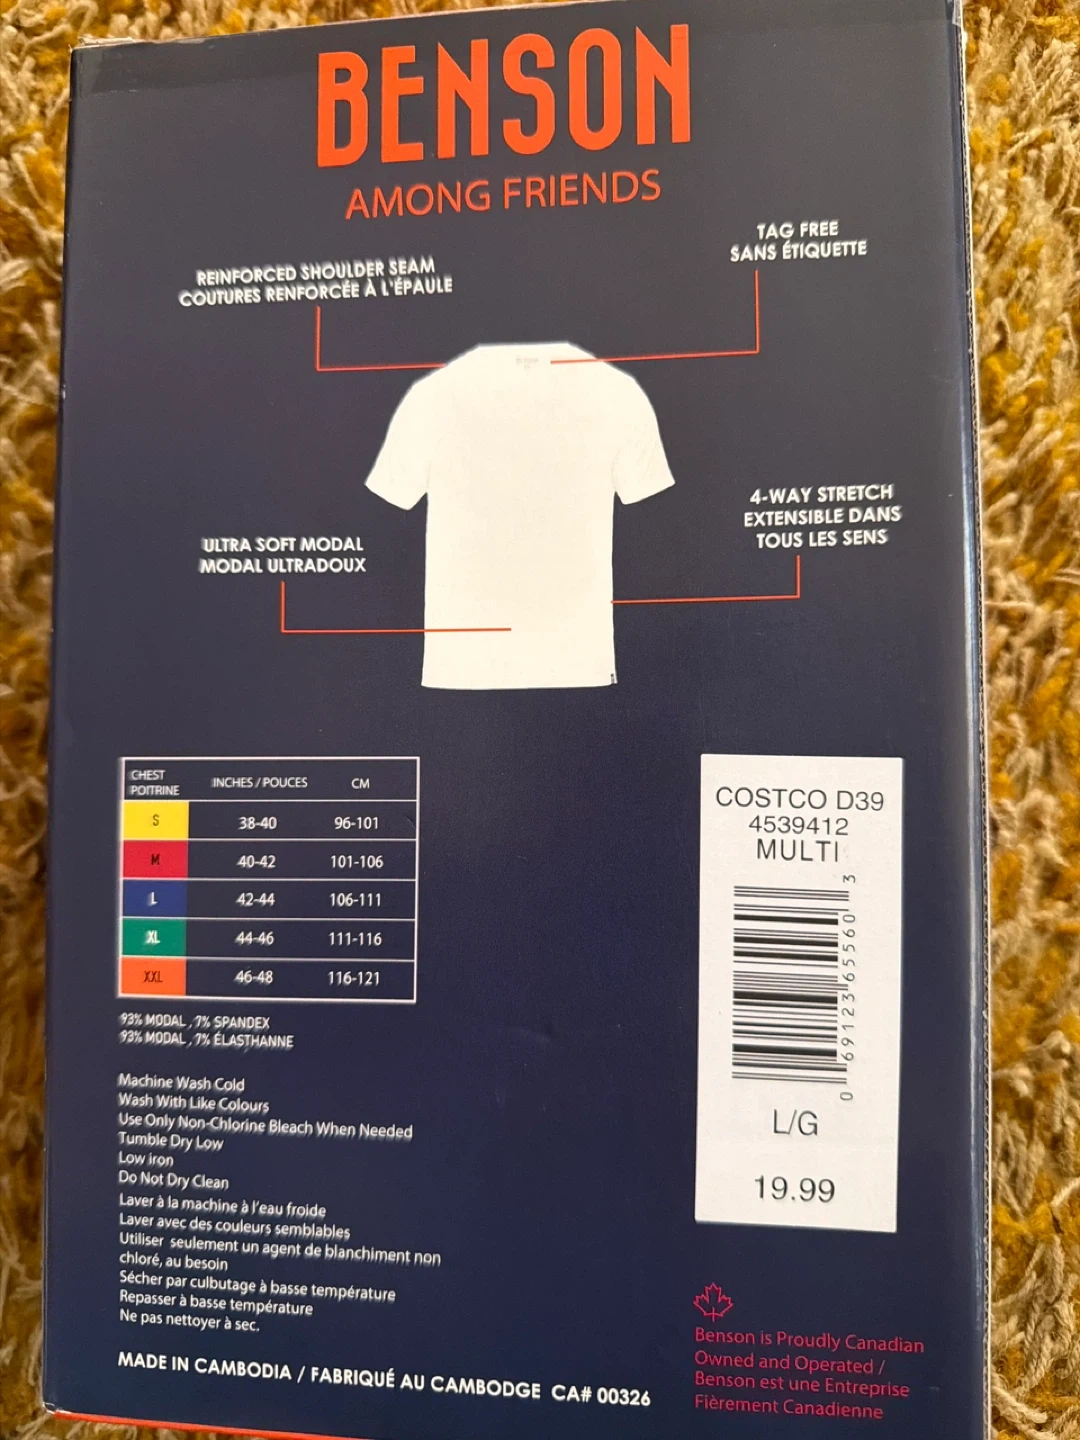 BENSON
AMONG FRIENDS
TAG FREE
SANS ÉTIQUETTE
REINFORCED SHOULDER SEAM
COUTURES RENFORCÉE À L'ÉPAULE
4-WAY STRETCH
EXTENSIBLE DANS
TOUS LES SENS
ULTRA SOFT MODAL
MODAL ULTRADOUX
CHEST
POITRINE INCHES / POUCES CM
S 38-40 96-101
M 40-42 101-106
L 42-44 106-111
XL 44-46 111-116
XXL 46-48 116-121
93% MODAL , 7% SPANDEX
93% MODAL , 7% ÉLASTHANNE
Machine Wash Cold
Wash With Like Colours
Use Only Non-Chlorine Bleach When Needed
Tumble Dry Low
Low iron
Do Not Dry Clean
Laver à la machine à l'eau froide
Laver avec des couleurs semblables
Utiliser seulement un agent de blanchiment non
chloré, au besoin
Sécher par culbutage à basse température
Repasser à basse température
Ne pas nettoyer à sec.
MADE IN CAMBODIA / FABRIQUÉ AU CAMBODGE CA# 00326
COSTCO D39
4539412
MULTI
0 69123 65560 3
L/G
19.99
Benson is Proudly Canadian
Owned and Operated /
Benson est une Entreprise
Fièrement Canadienne